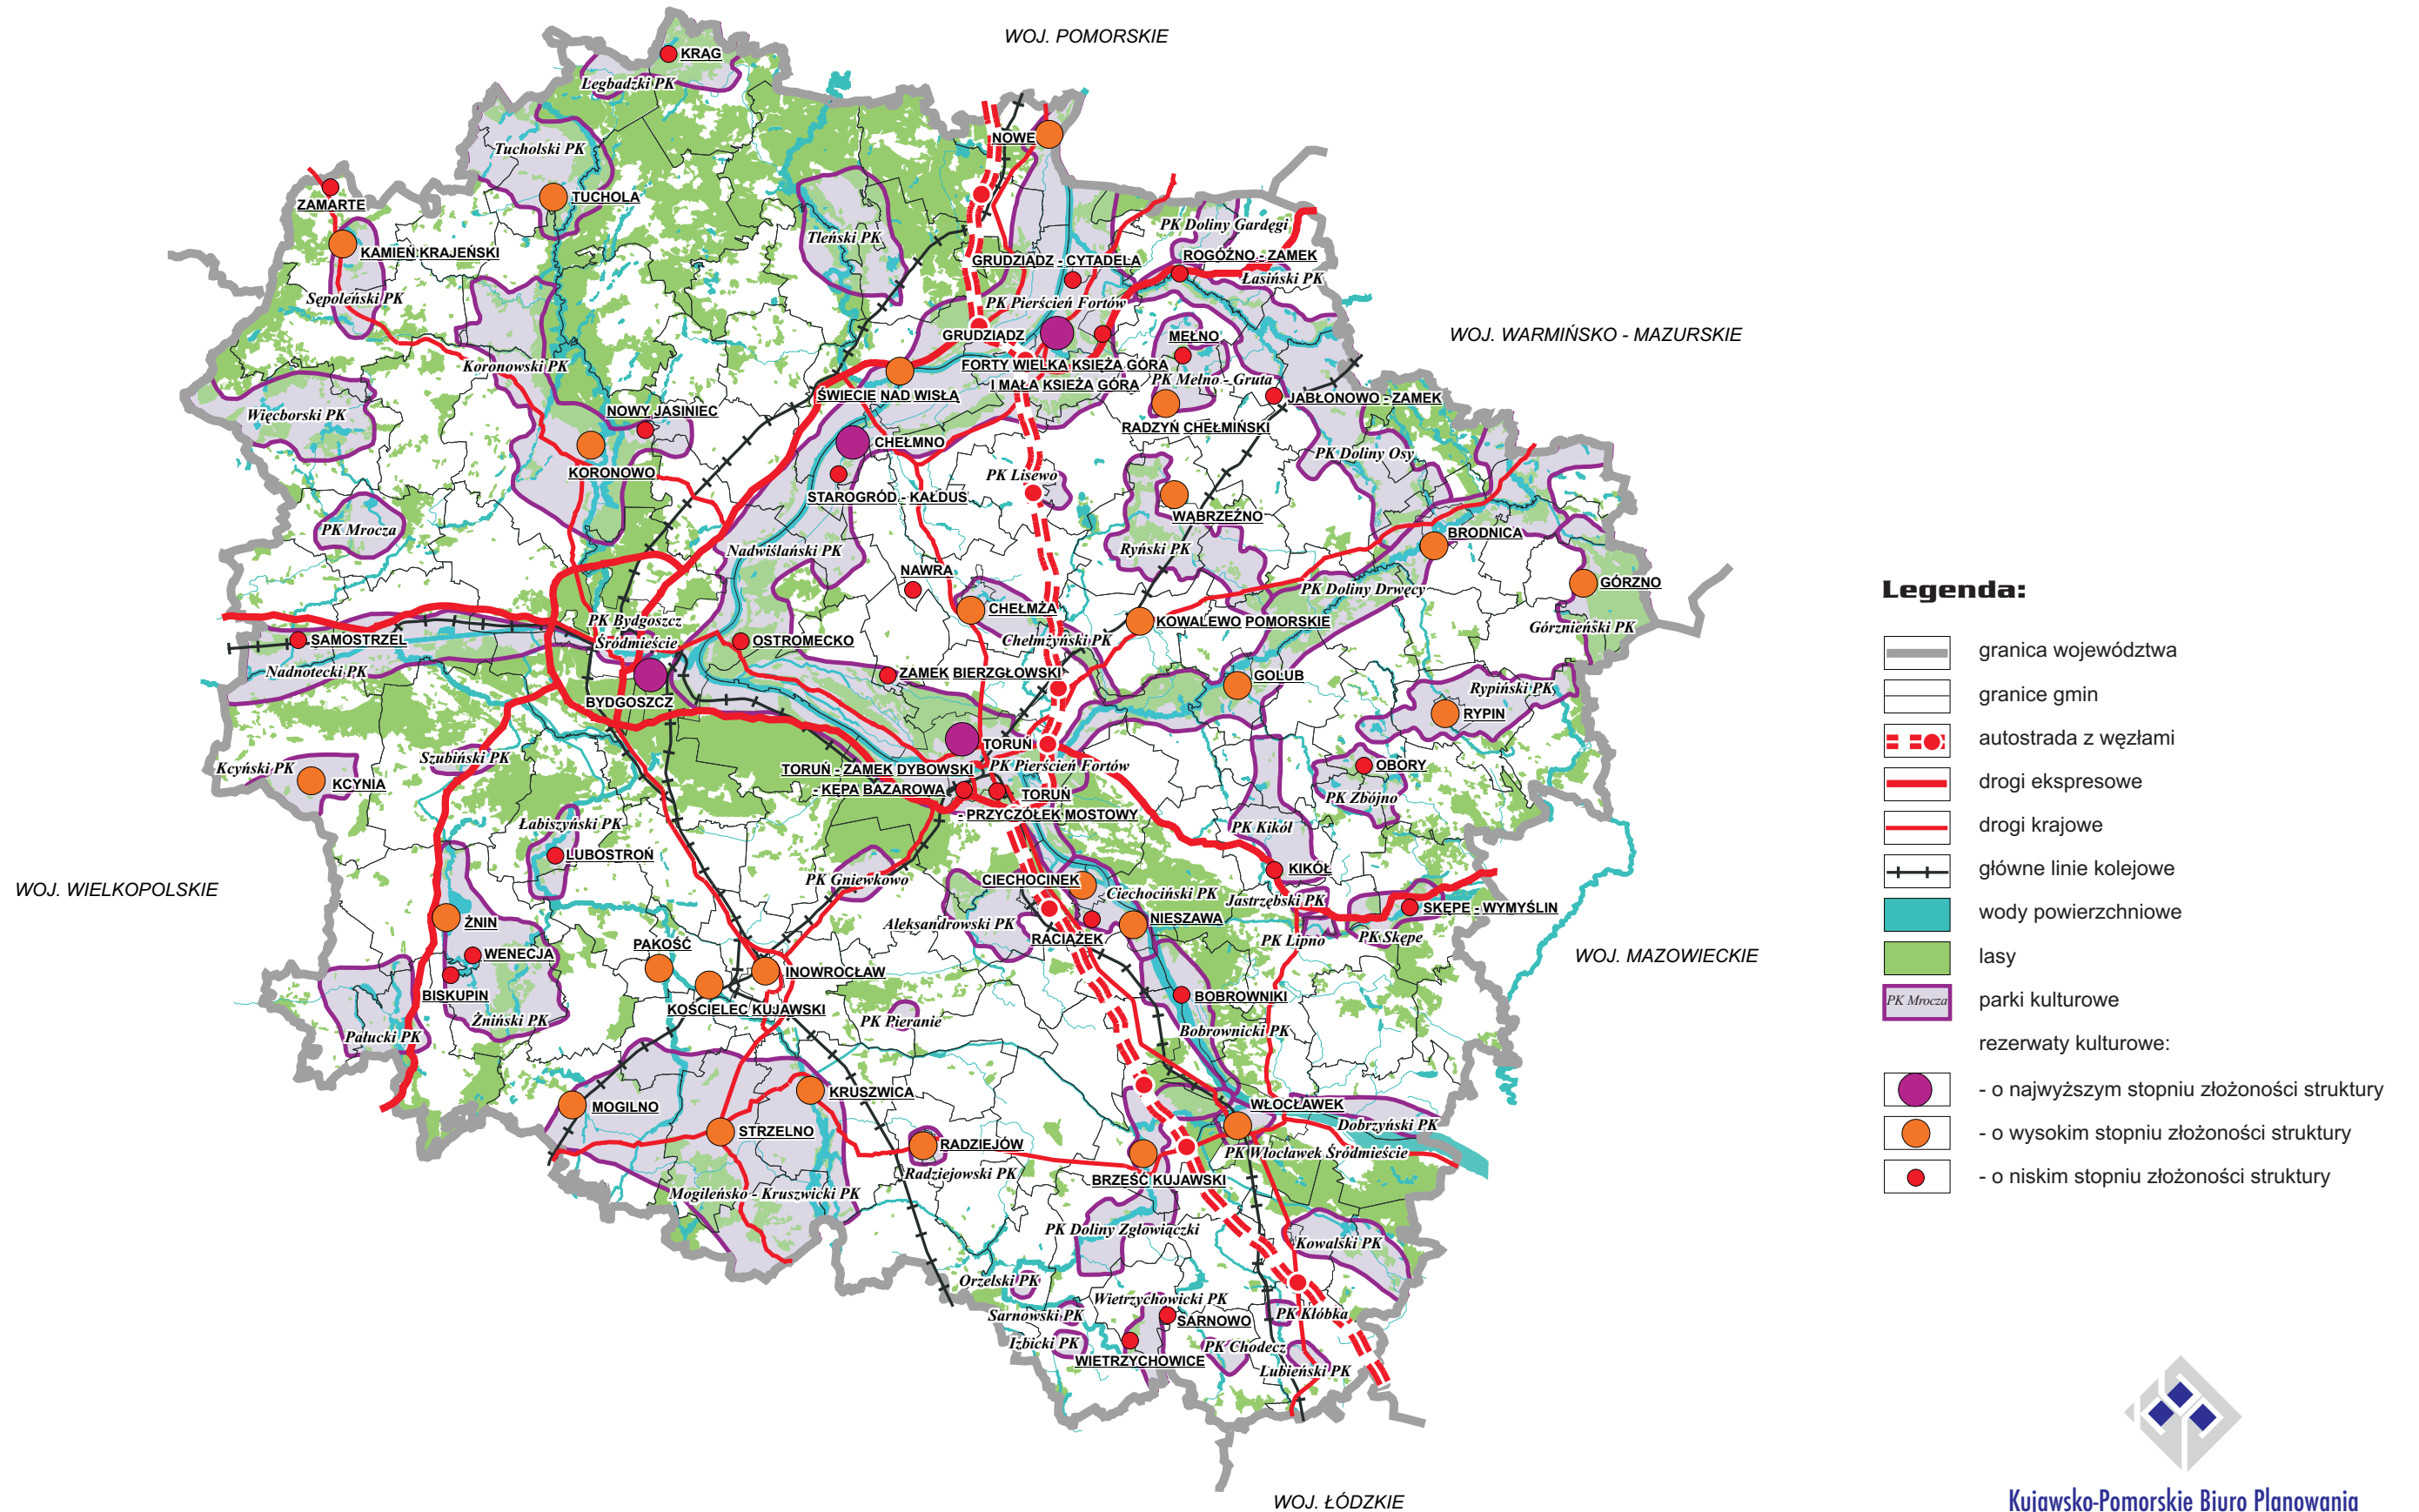 WOJ. POMORSKIE
KRĄG
Legbadzki PK
NOWE
Tucholski PK
TUCHOLA
ZAMARTE
KAMIEŃ KRAJEŃSKI
Tleński PK
PK Doliny Gardęgi
ROGÓŹNO - ZAMEK
GRUDZIĄDZ - CYTADELA
Łasiński PK
Sępoleński PK
PK Pierścień Fortów
GRUDZIĄDZ
MEŁNO
WOJ. WARMIŃSKO - MAZURSKIE
Koronowski PK
FORTY WIELKA KSIĘŻA GÓRA
I MAŁA KSIEŻA GÓRA
PK Mełno - Gruta
ŚWIECIE NAD WISŁĄ
JABŁONOWO - ZAMEK
Więcborski PK
NOWY JASINIEC
RADZYŃ CHEŁMIŃSKI
CHEŁMNO
PK Doliny Osy
KORONOWO
PK Lisewo
STAROGRÓD - KAŁDUS
WĄBRZEŹNO
PK Mrocza
BRODNICA
Nadwiślański PK
Ryński PK
NAWRA
GÓRZNO
PK Doliny Drwęcy
CHEŁMŻA
PK Bydgoszcz
Śródmieście
KOWALEWO POMORSKIE
Górznieński PK
SAMOSTRZEL
OSTROMECKO
Chełmżyński PK
Nadnotecki PK
ZAMEK BIERZGŁOWSKI
GOLUB
Rypiński PK
BYDGOSZCZ
RYPIN
TORUŃ
Szubiński PK
Kcyński PK
KCYNIA
TORUŃ - ZAMEK DYBOWSKI
- KĘPA BAZAROWA
PK Pierścień Fortów
OBORY
TORUŃ
- PRZYCZÓŁEK MOSTOWY
PK Zbójno
Łabiszyński PK
PK Kikół
LUBOSTROŃ
KIKÓŁ
WOJ. WIELKOPOLSKIE
PK Gniewkowo
CIECHOCINEK
Ciechociński PK
Jastrzębski PK
SKĘPE - WYMYŚLIN
ŻNIN
Aleksandrowski PK
NIESZAWA
RACIĄŻEK
PK Lipno
PK Skępe
PAKOŚĆ
WENECJA
WOJ. MAZOWIECKIE
BISKUPIN
INOWROCŁAW
KOŚCIELEC KUJAWSKI
BOBROWNIKI
Żniński PK
PK Pieranie
Bobrownicki PK
Pałucki PK
KRUSZWICA
MOGILNO
WŁOCŁAWEK
STRZELNO
Dobrzyński PK
RADZIEJÓW
PK Włocławek Śródmieście
Radziejowski PK
BRZEŚĆ KUJAWSKI
Mogileńsko - Kruszwicki PK
PK Doliny Zgłowiączki
Kowalski PK
Orzelski PK
Wietrzychowicki PK
Sarnowski PK
SARNOWO
PK Kłóbka
Izbicki PK
WIETRZYCHOWICE
PK Chodecz
Lubieński PK
WOJ. ŁÓDZKIE
Legenda:
granica województwa
granice gmin
autostrada z węzłami
drogi ekspresowe
drogi krajowe
główne linie kolejowe
wody powierzchniowe
lasy
PK Mrocza
parki kulturowe
rezerwaty kulturowe:
- o najwyższym stopniu złożoności struktury
- o wysokim stopniu złożoności struktury
- o niskim stopniu złożoności struktury
Kujawsko-Pomorskie Biuro Planowania